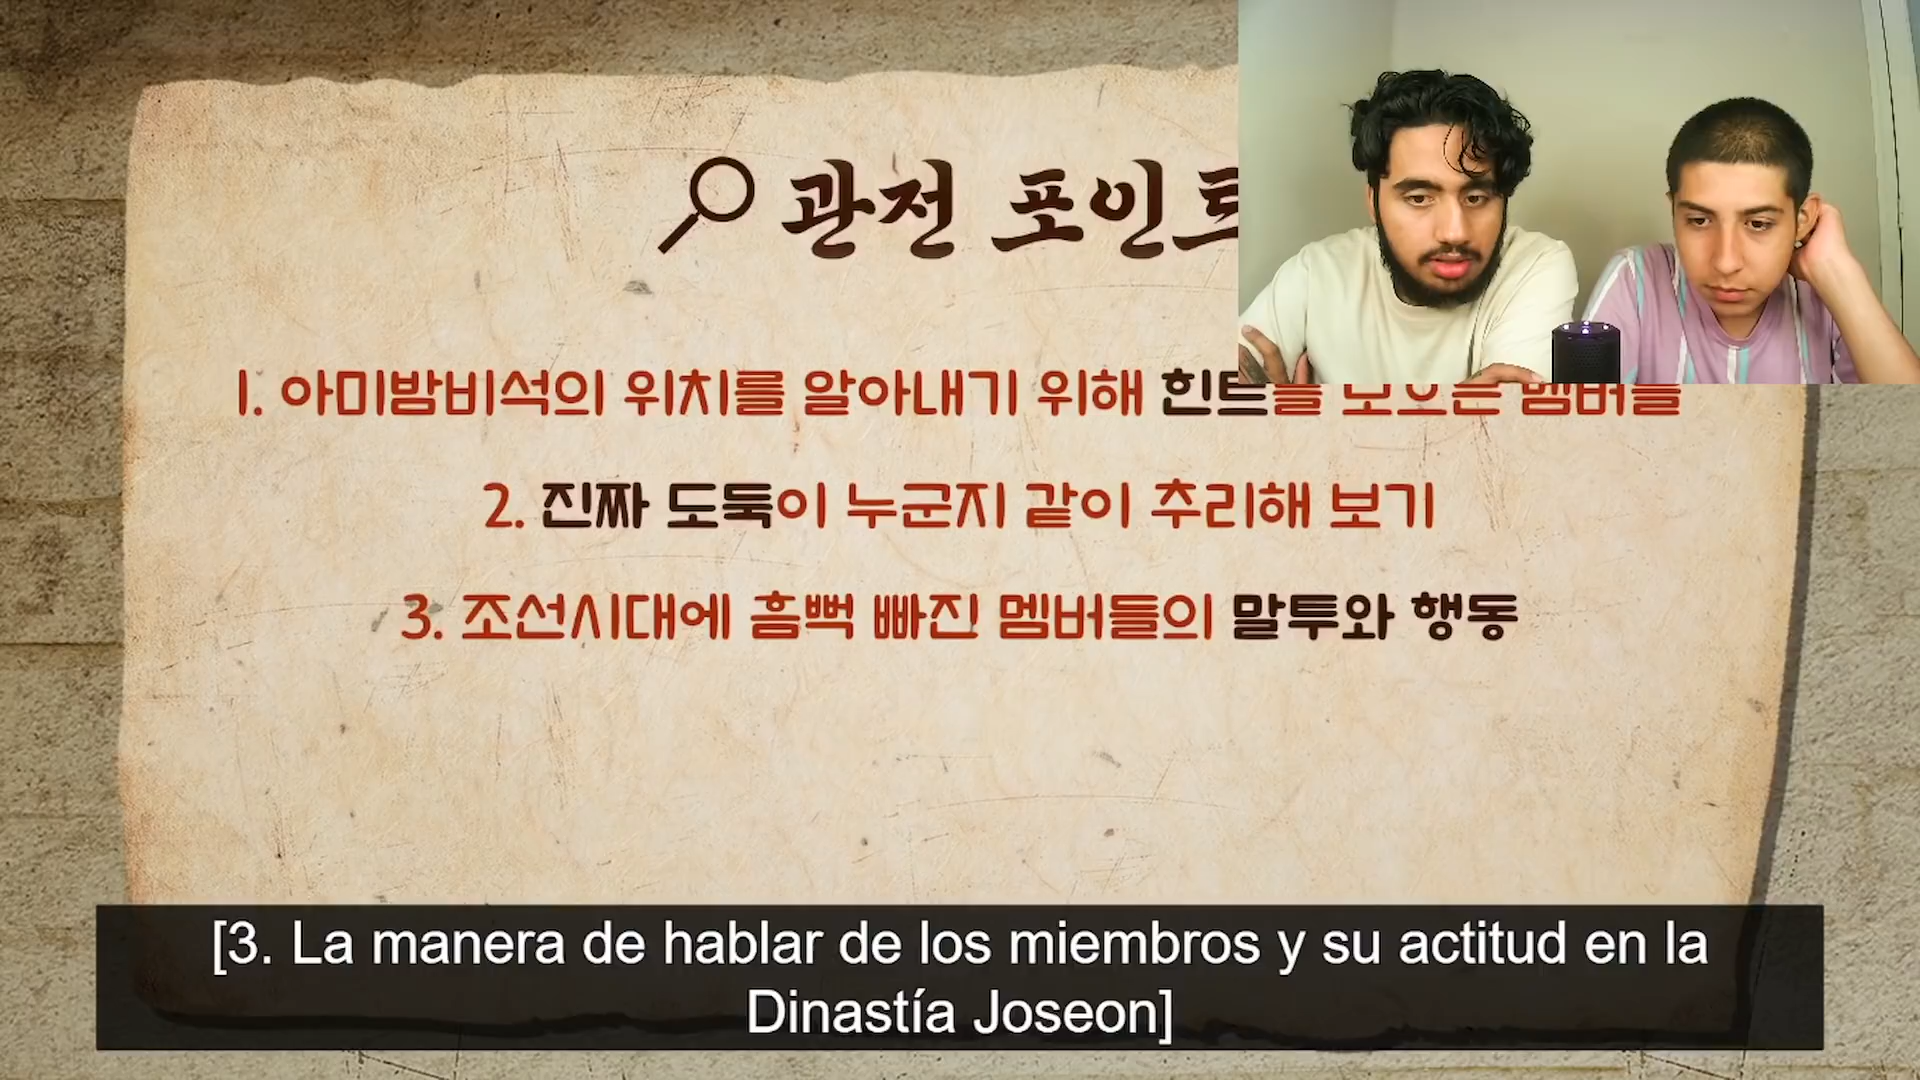 관전 포인트
1. 아미밤비석의 위치를 알아내기 위해 힌트를 모으는 멤버들
2. 진짜 도둑이 누군지 같이 추리해 보기
3. 조선시대에 흠뻑 빠진 멤버들의 말투와 행동
[3. La manera de hablar de los miembros y su actitud en la
Dinastía Joseon]